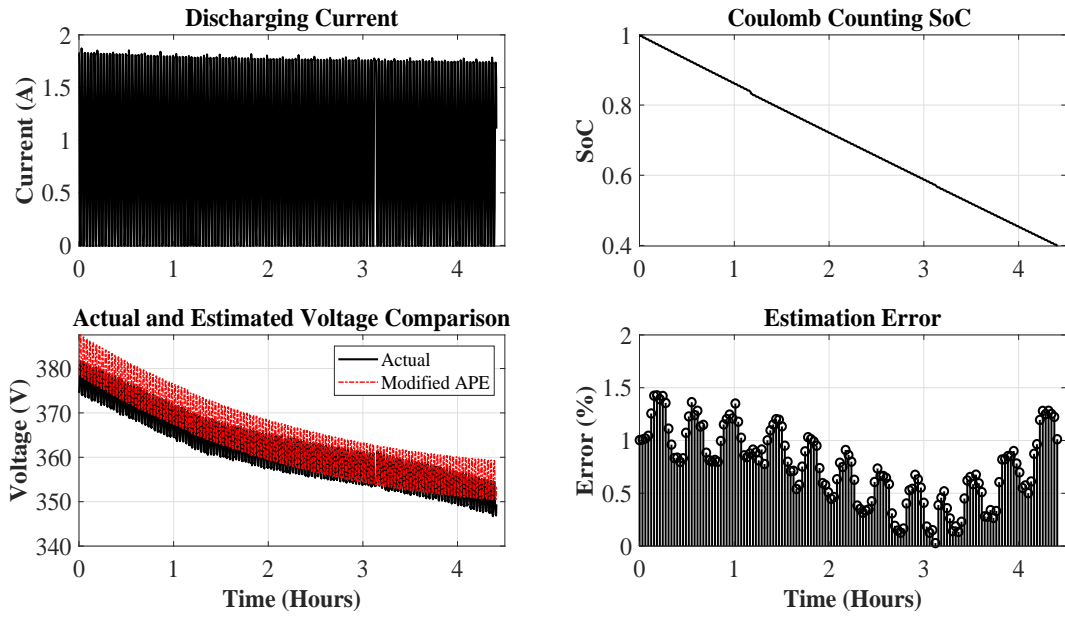 Discharging Current
Current (A)
2
1.5
1
0.5
0
0 1 2 3 4
Coulomb Counting SoC
SoC
1
0.8
0.6
0.4
0 1 2 3 4
Actual and Estimated Voltage Comparison
Voltage (V)
380
370
360
350
340
Actual
Modified APE
0 1 2 3 4
Time (Hours)
Estimation Error
Error (%)
2
1.5
1
0.5
0
0 1 2 3 4
Time (Hours)